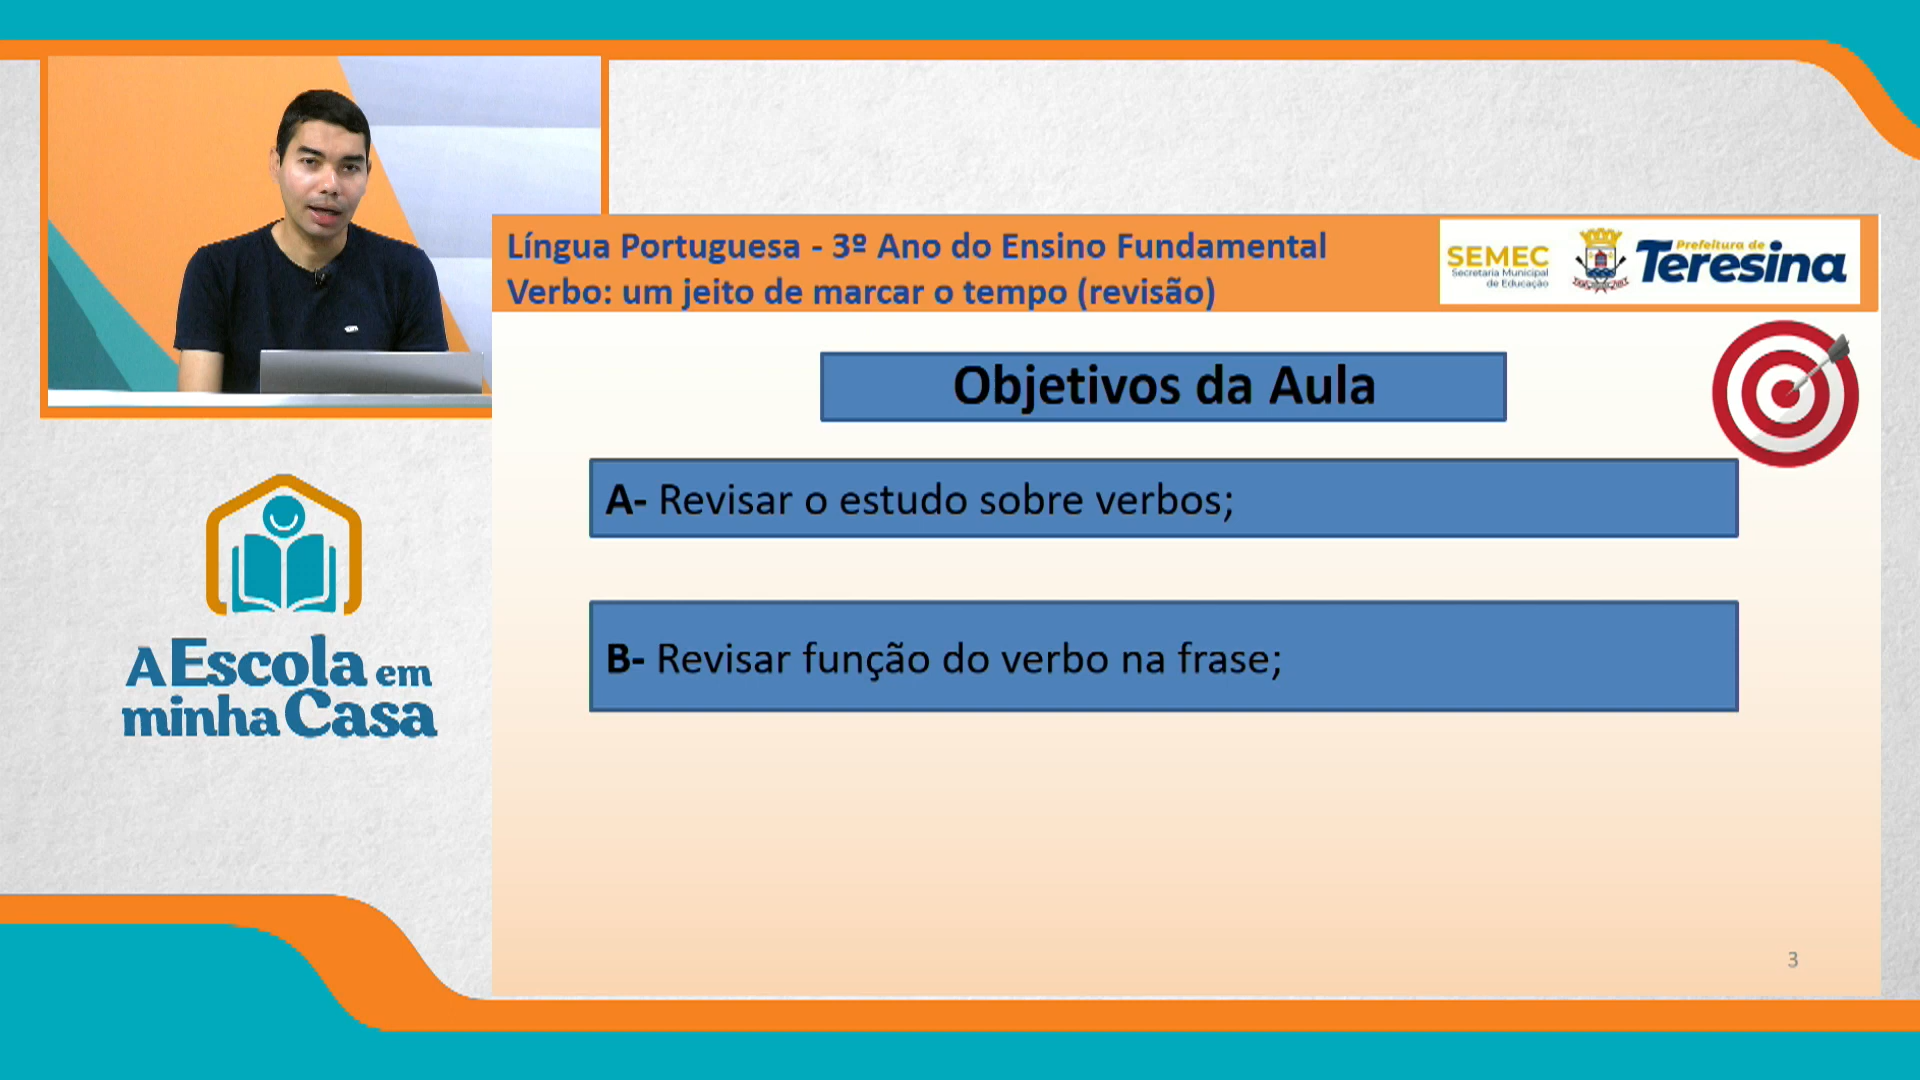 Língua Portuguesa - 3º Ano do Ensino Fundamental
Verbo: um jeito de marcar o tempo (revisão)
SEMEC
Secretaria Municipal
de Educação
Prefeitura de
Teresina
Objetivos da Aula
A- Revisar o estudo sobre verbos;
B- Revisar função do verbo na frase;
A Escola em
minha Casa
3